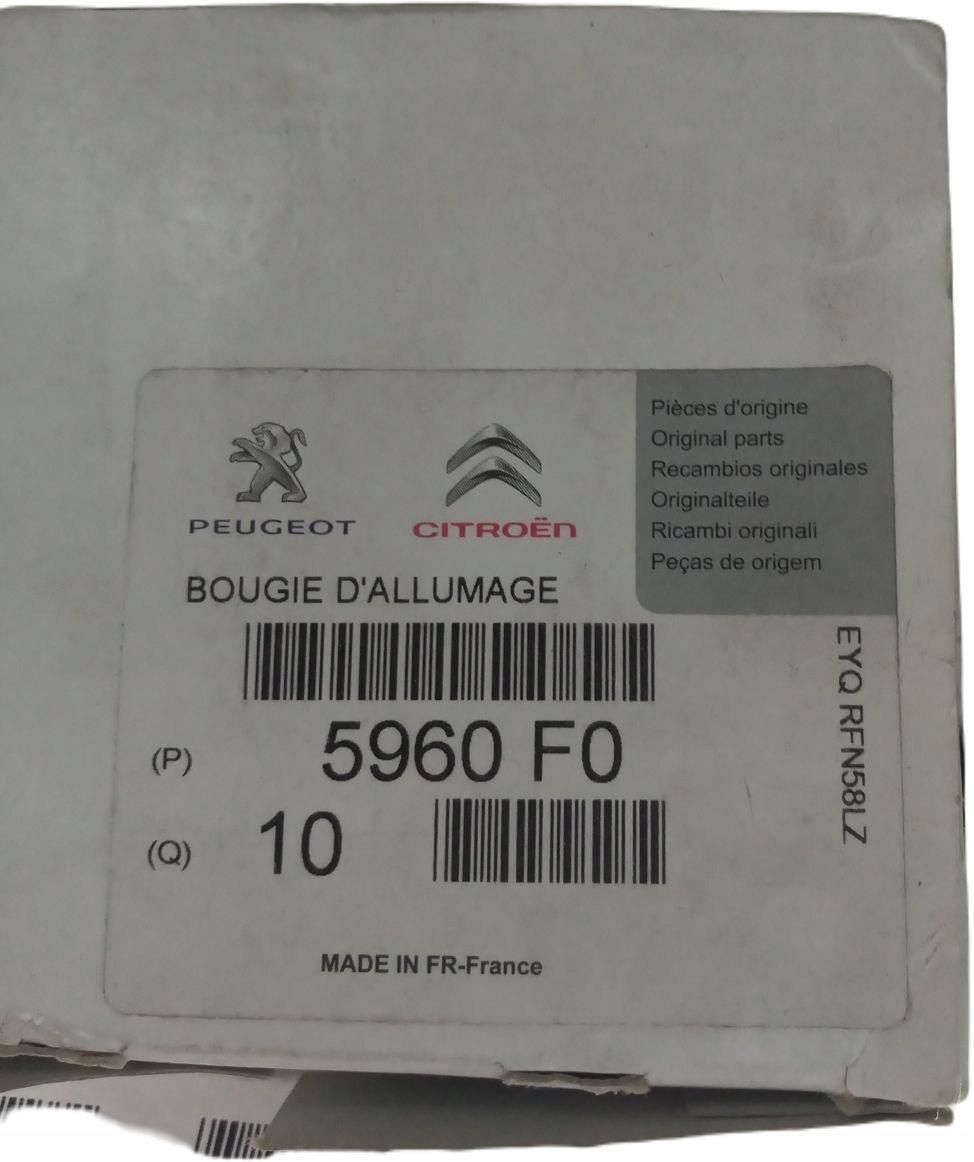 PEUGEOT
CITROËN
Pièces d'origine
Original parts
Recambios originales
Originalteile
Ricambi originali
Peças de origem
BOUGIE D'ALLUMAGE
(P) 5960 F0
(Q) 10
EYQ RFN58LZ
MADE IN FR-France